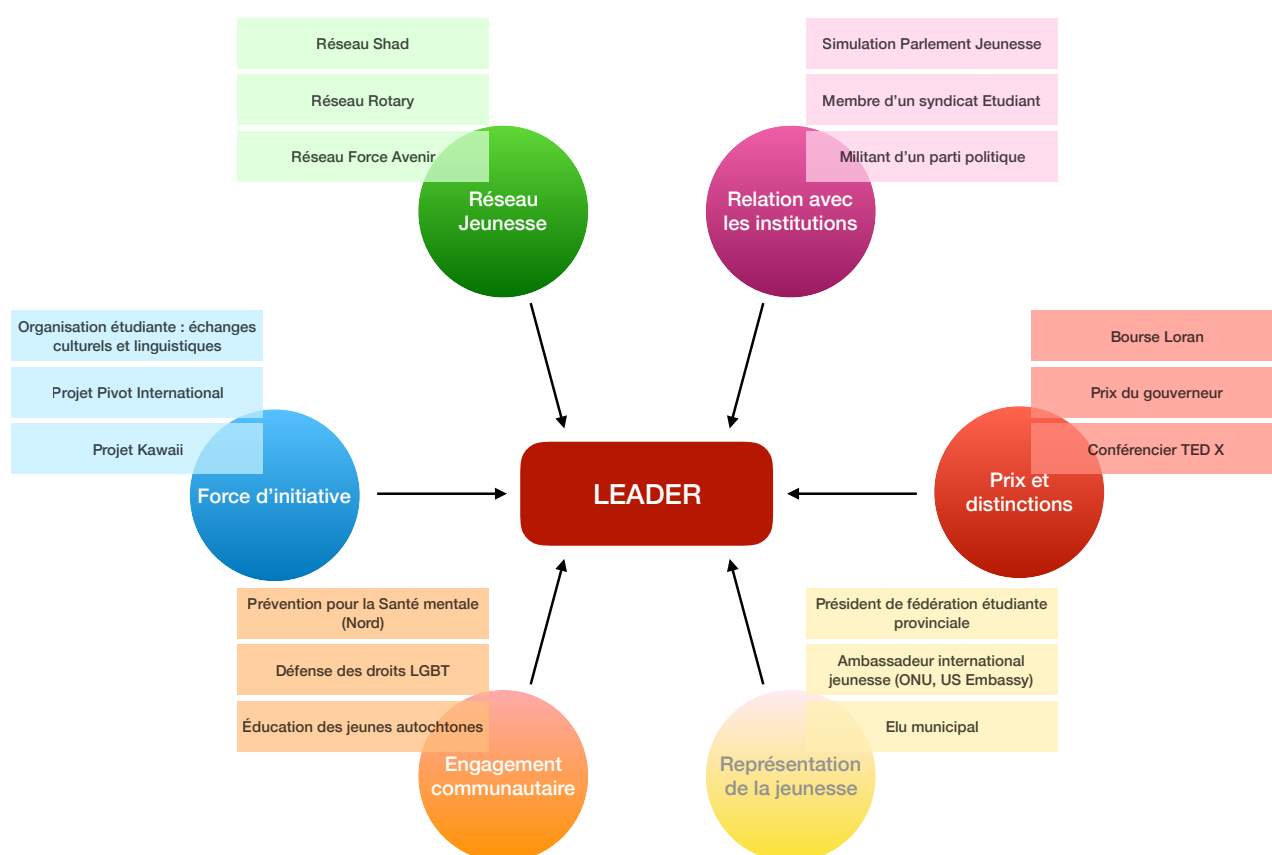 Réseau Shad
Réseau Rotary
Réseau Force Avenir
Réseau
Jeunesse
Simulation Parlement Jeunesse
Membre d'un syndicat Etudiant
Militant d'un parti politique
Relation avec
les institutions
Organisation étudiante : échanges
culturels et linguistiques
Projet Pivot International
Projet Kawaii
Force d'initiative
LEADER
Bourse Loran
Prix du gouverneur
Conférencier TED X
Prix et
distinctions
Prévention pour la Santé mentale
(Nord)
Défense des droits LGBT
Éducation des jeunes autochtones
Engagement
communautaire
Président de fédération étudiante
provinciale
Ambassadeur international
jeunesse (ONU, US Embassy)
Elu municipal
Représentation
de la jeunesse